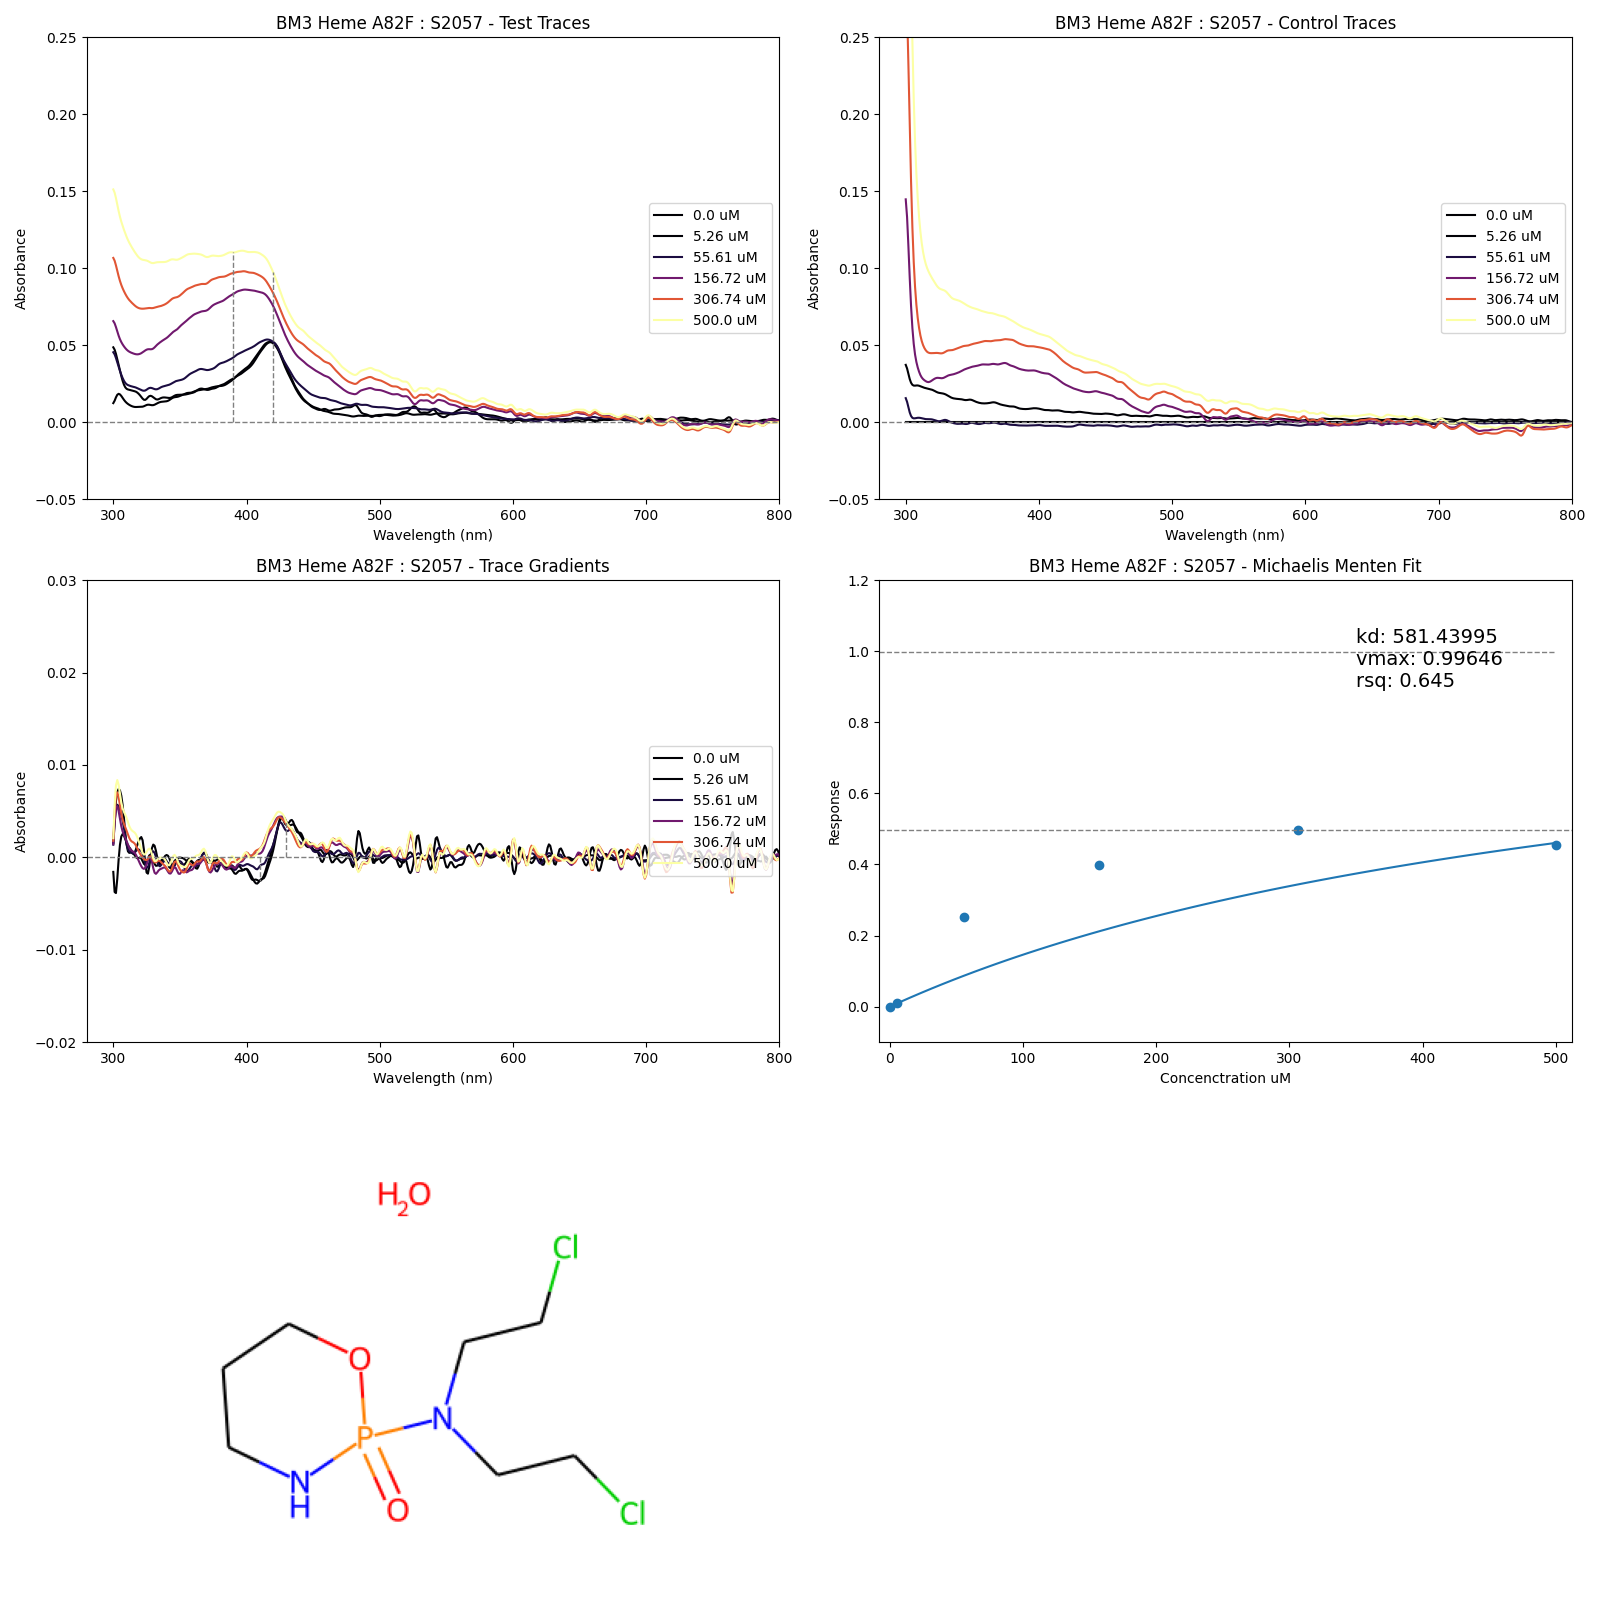 BM3 Heme A82F : S2057 - Test Traces
0.25
0.20
0.15
0.10
0.05
0.00
−0.05
Absorbance
300 400 500 600 700 800
Wavelength (nm)
0.0 uM
5.26 uM
55.61 uM
156.72 uM
306.74 uM
500.0 uM
BM3 Heme A82F : S2057 - Control Traces
0.25
0.20
0.15
0.10
0.05
0.00
−0.05
Absorbance
300 400 500 600 700 800
Wavelength (nm)
0.0 uM
5.26 uM
55.61 uM
156.72 uM
306.74 uM
500.0 uM
BM3 Heme A82F : S2057 - Trace Gradients
0.03
0.02
0.01
0.00
−0.01
−0.02
Absorbance
300 400 500 600 700 800
Wavelength (nm)
0.0 uM
5.26 uM
55.61 uM
156.72 uM
306.74 uM
500.0 uM
BM3 Heme A82F : S2057 - Michaelis Menten Fit
1.2
1.0
0.8
0.6
0.4
0.2
0.0
Response
0 100 200 300 400 500
Concenctration uM
kd: 581.43995
vmax: 0.99646
rsq: 0.645
H2O
Cl
O
N
P
N
H
O
Cl